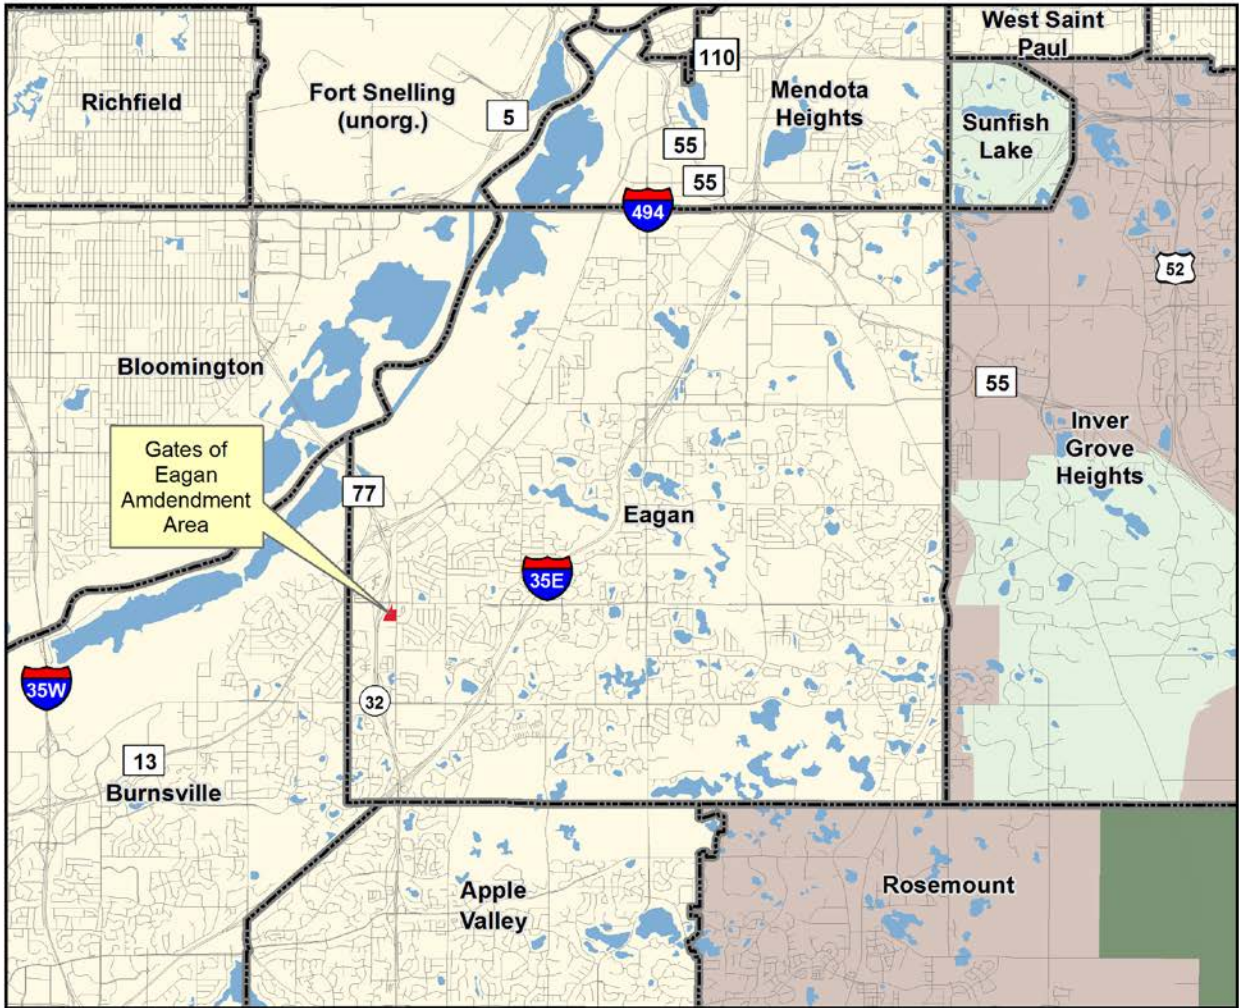 West Saint
Paul
110
Richfield
Fort Snelling
(unorg.)
5
Mendota
Heights
Sunfish
Lake
55
55
494
52
Bloomington
55
Inver
Grove
Heights
Gates of
Eagan
Amdendment
Area
77
Eagan
35E
35W
32
13
Burnsville
Apple
Valley
Rosemount